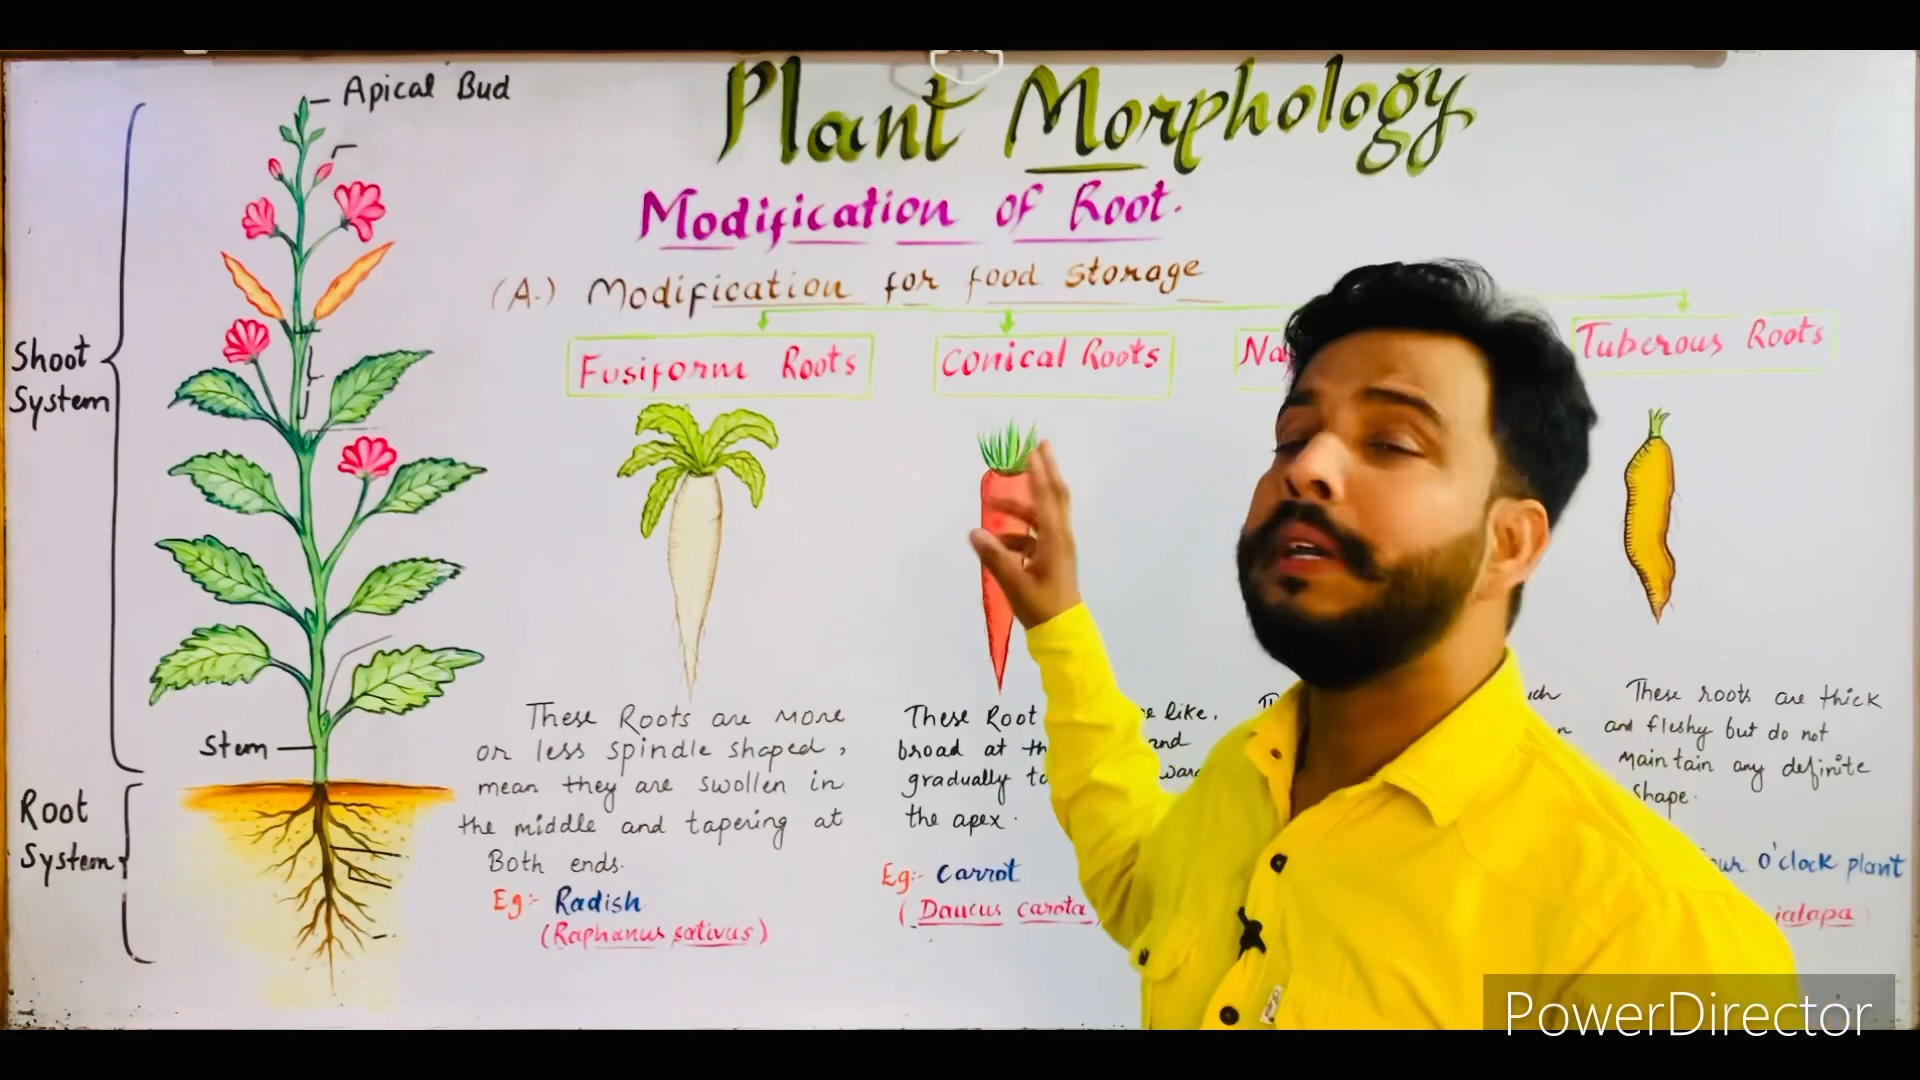 Apical Bud
Plant Morphology
Modification of Root.
(A.) Modification for food storage
Shoot
System
Fusiform Roots
Conical Roots
Tuberous Roots
These Roots are more
or less spindle shaped,
mean they are swollen in
the middle and tapering at
Both ends.
Eg:- Radish
(Raphanus sativus)
These Root like,
broad at and
gradually
the apex.
Eg:- Carrot
(Daucus carota
These roots are thick
and fleshy but do not
Maintain any definite
Shape.
O'clock plant
jalapa)
Stem
Root
System
PowerDirector